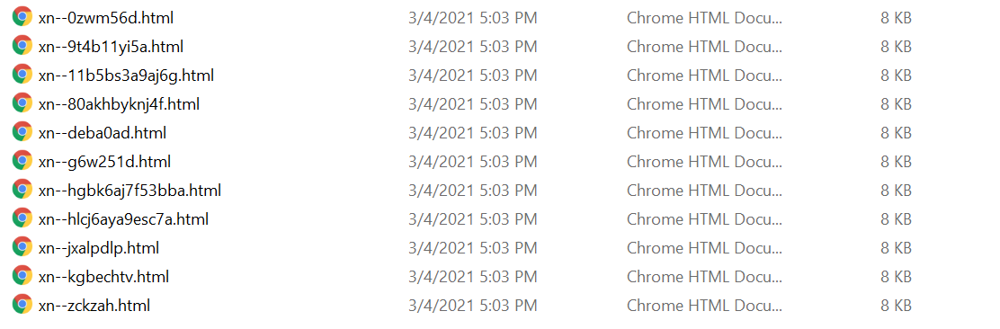 xn--0zwm56d.html 3/4/2021 5:03 PM Chrome HTML Docu... 8 KB
xn--9t4b11yi5a.html 3/4/2021 5:03 PM Chrome HTML Docu... 8 KB
xn--11b5bs3a9aj6g.html 3/4/2021 5:03 PM Chrome HTML Docu... 8 KB
xn--80akhbyknj4f.html 3/4/2021 5:03 PM Chrome HTML Docu... 8 KB
xn--deba0ad.html 3/4/2021 5:03 PM Chrome HTML Docu... 8 KB
xn--g6w251d.html 3/4/2021 5:03 PM Chrome HTML Docu... 8 KB
xn--hgbk6aj7f53bba.html 3/4/2021 5:03 PM Chrome HTML Docu... 8 KB
xn--hlcj6aya9esc7a.html 3/4/2021 5:03 PM Chrome HTML Docu... 8 KB
xn--jxalpdlp.html 3/4/2021 5:03 PM Chrome HTML Docu... 8 KB
xn--kgbechtv.html 3/4/2021 5:03 PM Chrome HTML Docu... 8 KB
xn--zckzah.html 3/4/2021 5:03 PM Chrome HTML Docu... 8 KB